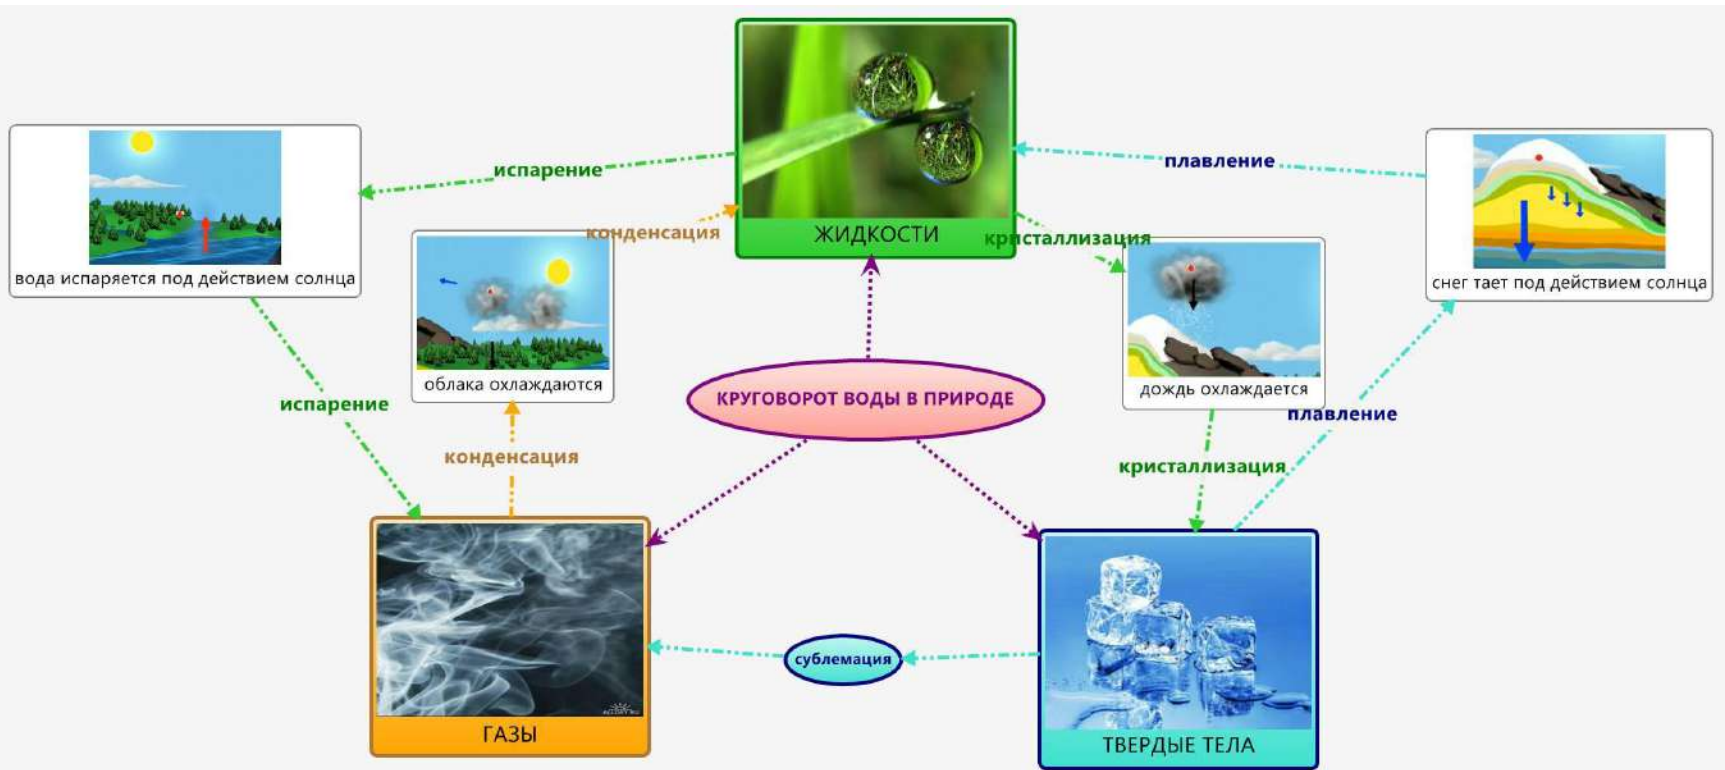 ЖИДКОСТИ
испарение
плавление
конденсация
кристаллизация
вода испаряется под действием солнца
снег тает под действием солнца
облака охлаждаются
дождь охлаждается
КРУГОВОРОТ ВОДЫ В ПРИРОДЕ
испарение
плавление
конденсация
кристаллизация
сублемация
ГАЗЫ
ТВЕРДЫЕ ТЕЛА